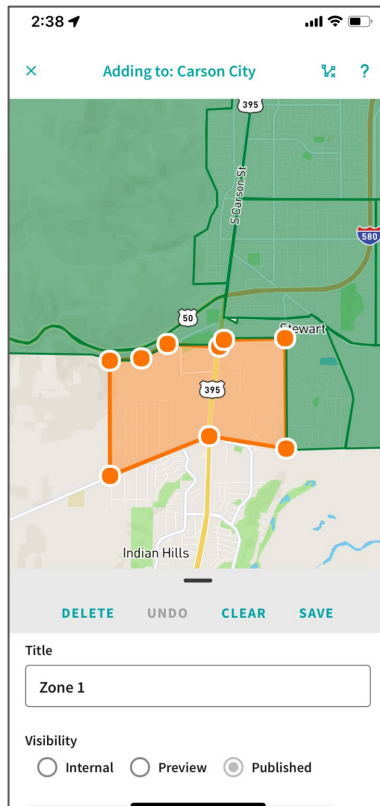 2:38
Adding to: Carson City
?
395
S Carson St
580
50
Stewart
395
Indian Hills
DELETE UNDO CLEAR SAVE
Title
Zone 1
Visibility
Internal Preview Published